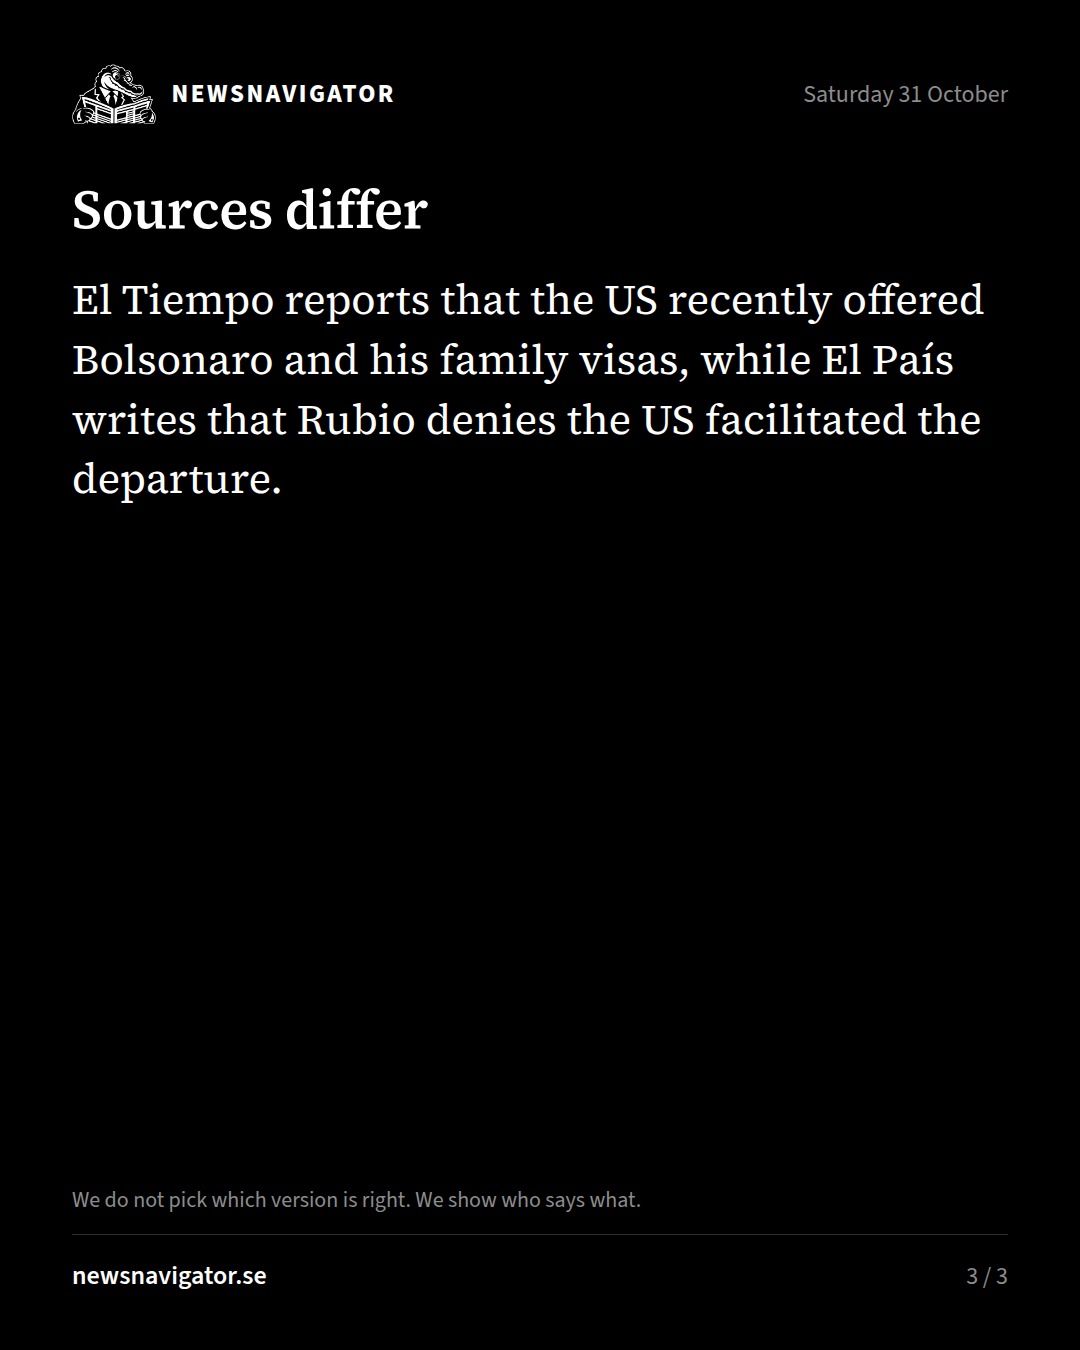 NEWSNAVIGATOR
Saturday 31 October
Sources differ
El Tiempo reports that the US recently offered
Bolsonaro and his family visas, while El País
writes that Rubio denies the US facilitated the
departure.
We do not pick which version is right. We show who says what.
newsnavigator.se
3 / 3